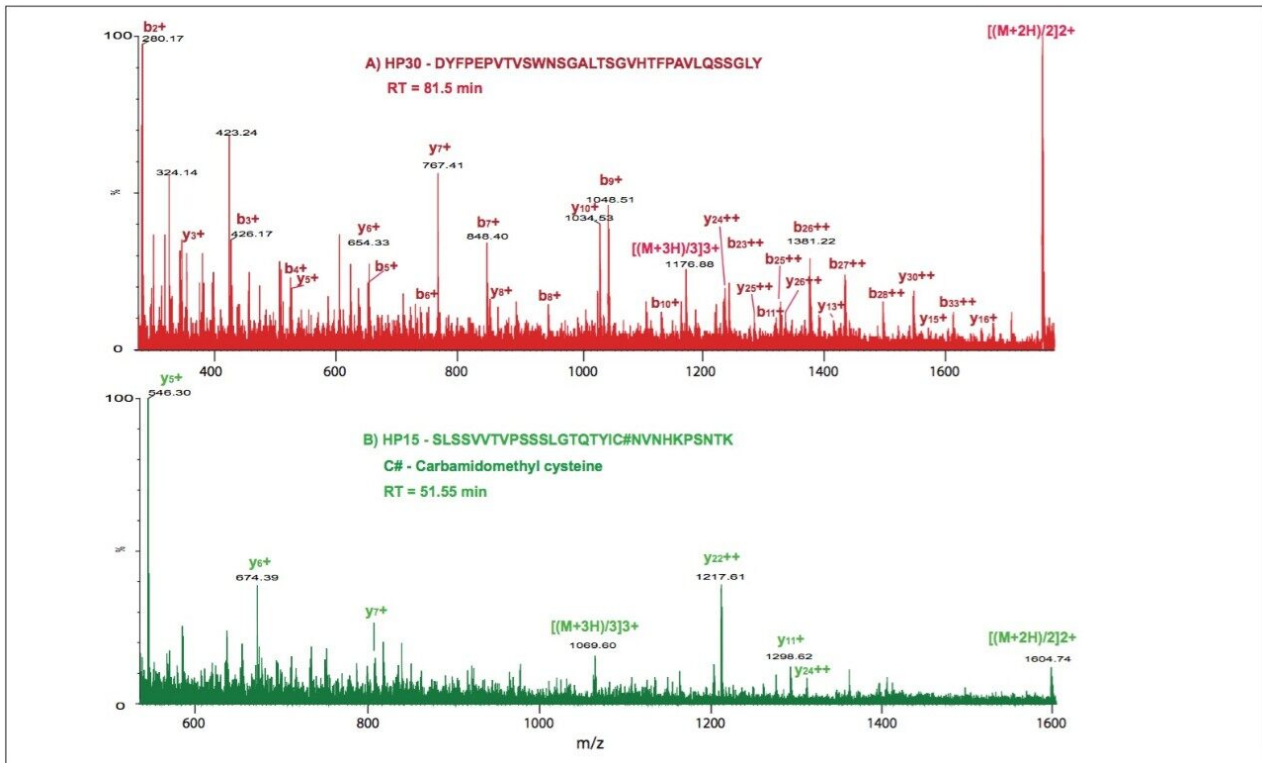 b2+
280.17
[(M+2H)/2]2+
100
A) HP30 - DYFPEPVTVSWNSGALTSGVHTFPAVLQSSGLY
RT = 81.5 min
423.24
y7+
767.41
324.14
b9+
1048.51
y10+
1034.53
%
y3+
b3+
426.17
y6+
654.33
b7+
848.40
[(M+3H)/3]3+
1176.88
y24++
b23++
b25++
b26++
1381.22
b27++
y26++
y25++
b4+
y5+
b5+
b6+
y8+
b8+
b10+
b11+
y13+
b28++
y30++
y15+
b33++
y16+
0
400
600
800
1000
1200
1400
1600
y5+
100
546.30
B) HP15 - SLSSVVTVPSSSLGTQTYIC#NVNHKPSNTK
C# - Carbamidomethyl cysteine
RT = 51.55 min
%
y6+
674.39
y7+
[(M+3H)/3]3+
1069.60
y22++
1217.61
y11+
1298.62
y24++
[(M+2H)/2]2+
1604.74
0
600
800
1000
1200
1400
1600
m/z